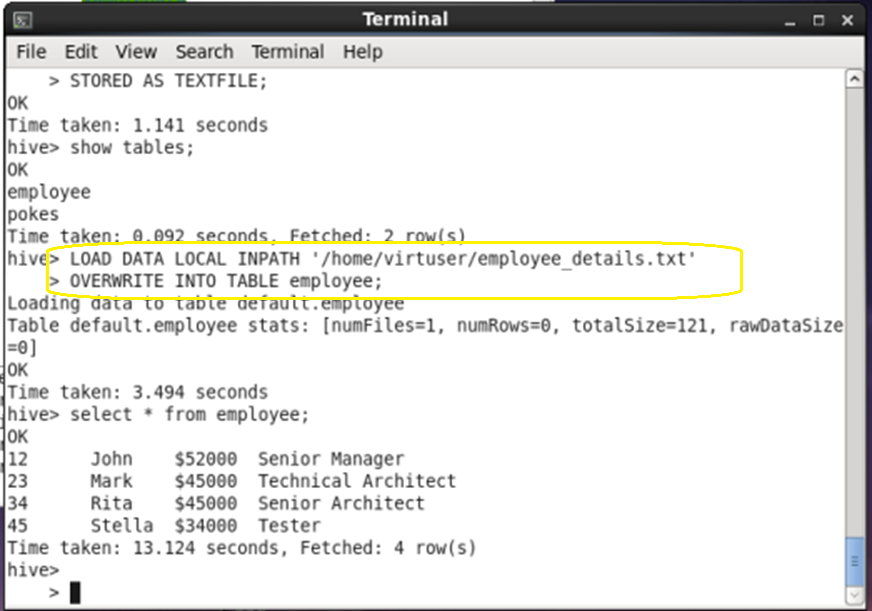 Terminal
File Edit View Search Terminal Help
> STORED AS TEXTFILE;
OK
Time taken: 1.141 seconds
hive> show tables;
OK
employee
pokes
Time taken: 0.092 seconds, Fetched: 2 row(s)
hive> LOAD DATA LOCAL INPATH '/home/virtuser/employee_details.txt'
> OVERWRITE INTO TABLE employee;
Loading data to table default.employee
Table default.employee stats: [numFiles=1, numRows=0, totalSize=121, rawDataSize
=0]
OK
Time taken: 3.494 seconds
hive> select * from employee;
OK
12 John $52000 Senior Manager
23 Mark $45000 Technical Architect
34 Rita $45000 Senior Architect
45 Stella $34000 Tester
Time taken: 13.124 seconds, Fetched: 4 row(s)
hive>
>